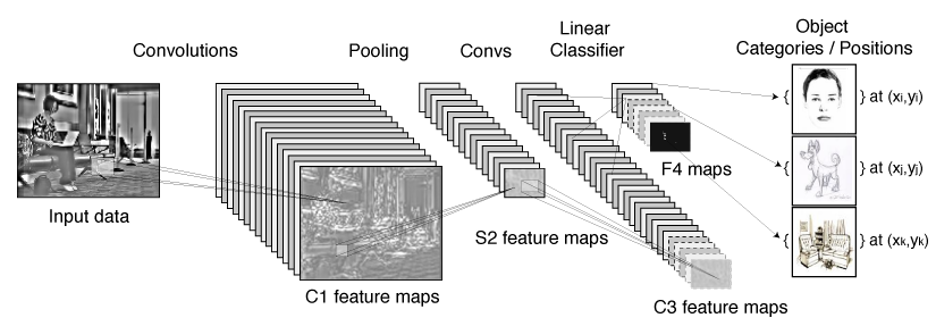 Convolutions
Pooling
Convs
Linear
Classifier
Object
Categories / Positions
{ } at (xi,yi)
{ } at (xj,yj)
{ } at (xk,yk)
Input data
C1 feature maps
S2 feature maps
C3 feature maps
F4 maps